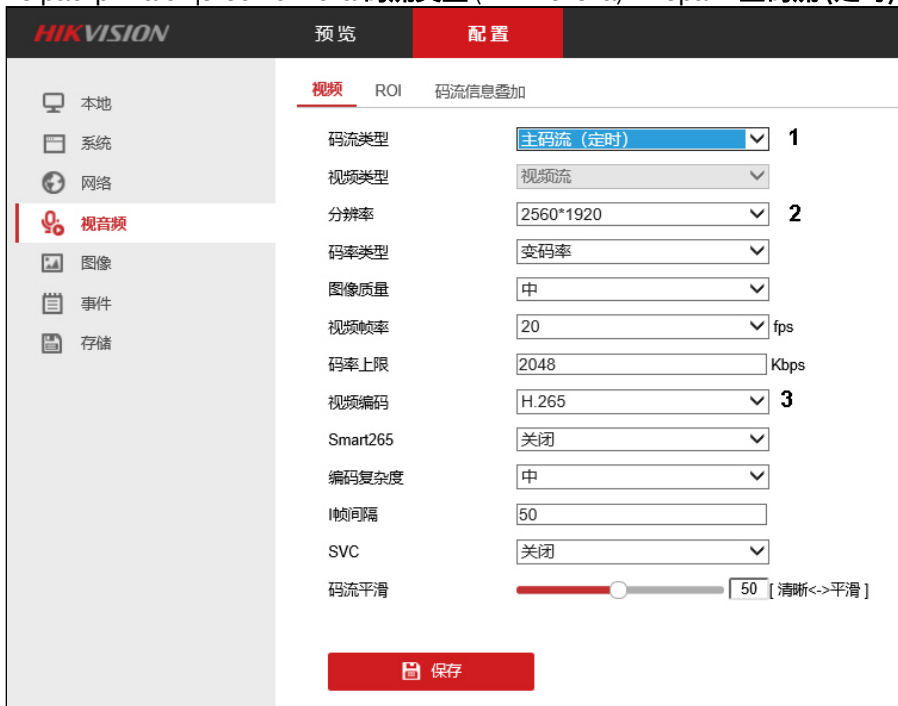 HIKVISION 预览 配置
本地
系统
网络
视音频
图像
事件
存储
视频 ROI 码流信息叠加
码流类型 主码流（定时） 1
视频类型 视频流
分辨率 2560*1920 2
码率类型 变码率
图像质量 中
视频帧率 20 fps
码率上限 2048 Kbps
视频编码 H.265 3
Smart265 关闭
编码复杂度 中
I帧间隔 50
SVC 关闭
码流平滑 50 [ 清晰<->平滑 ]
保存